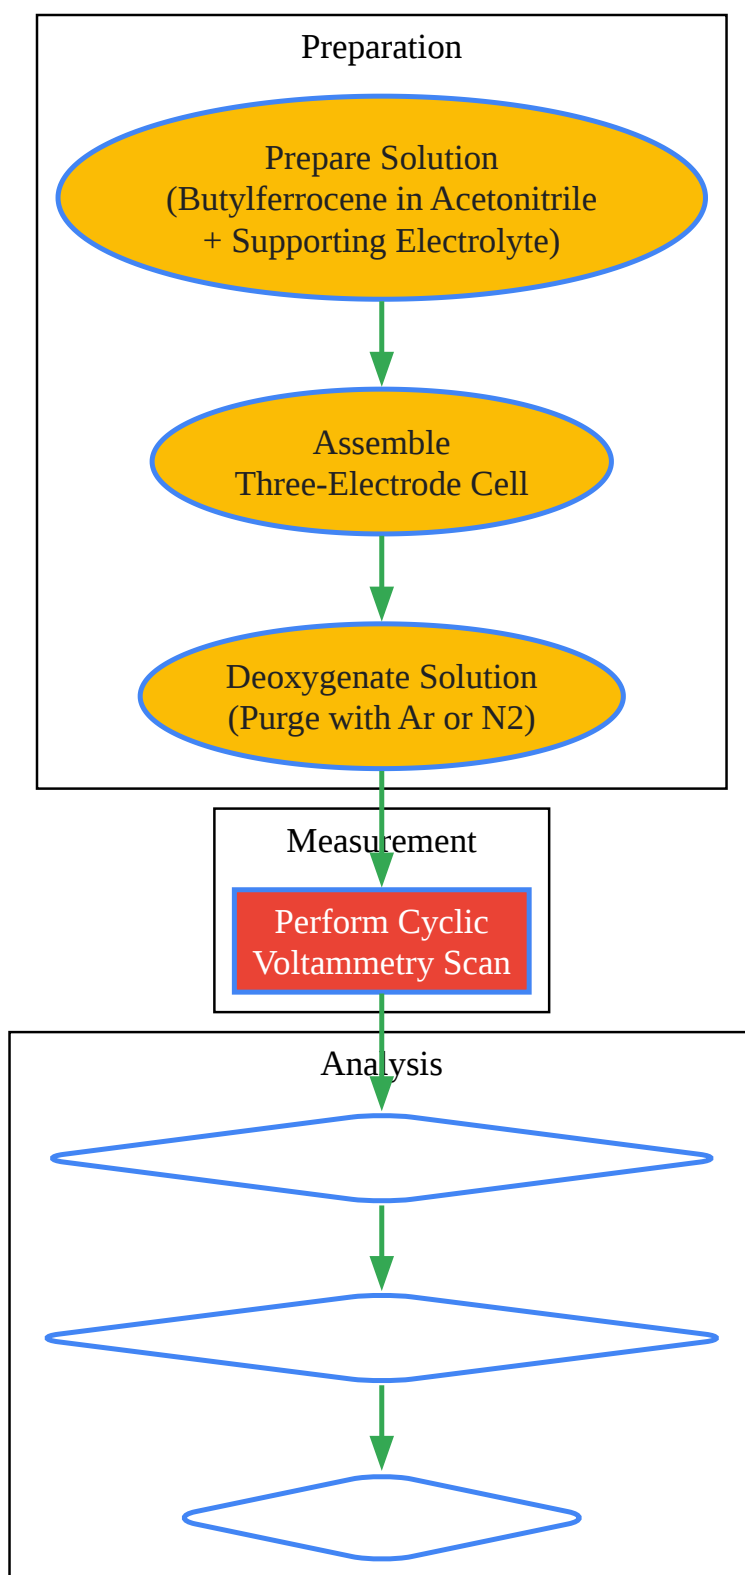 Preparation
Prepare Solution
(Butylferrocene in Acetonitrile
+ Supporting Electrolyte)
Assemble
Three-Electrode Cell
Deoxygenate Solution
(Purge with Ar or N2)
Measurement
Perform Cyclic
Voltammetry Scan
Analysis